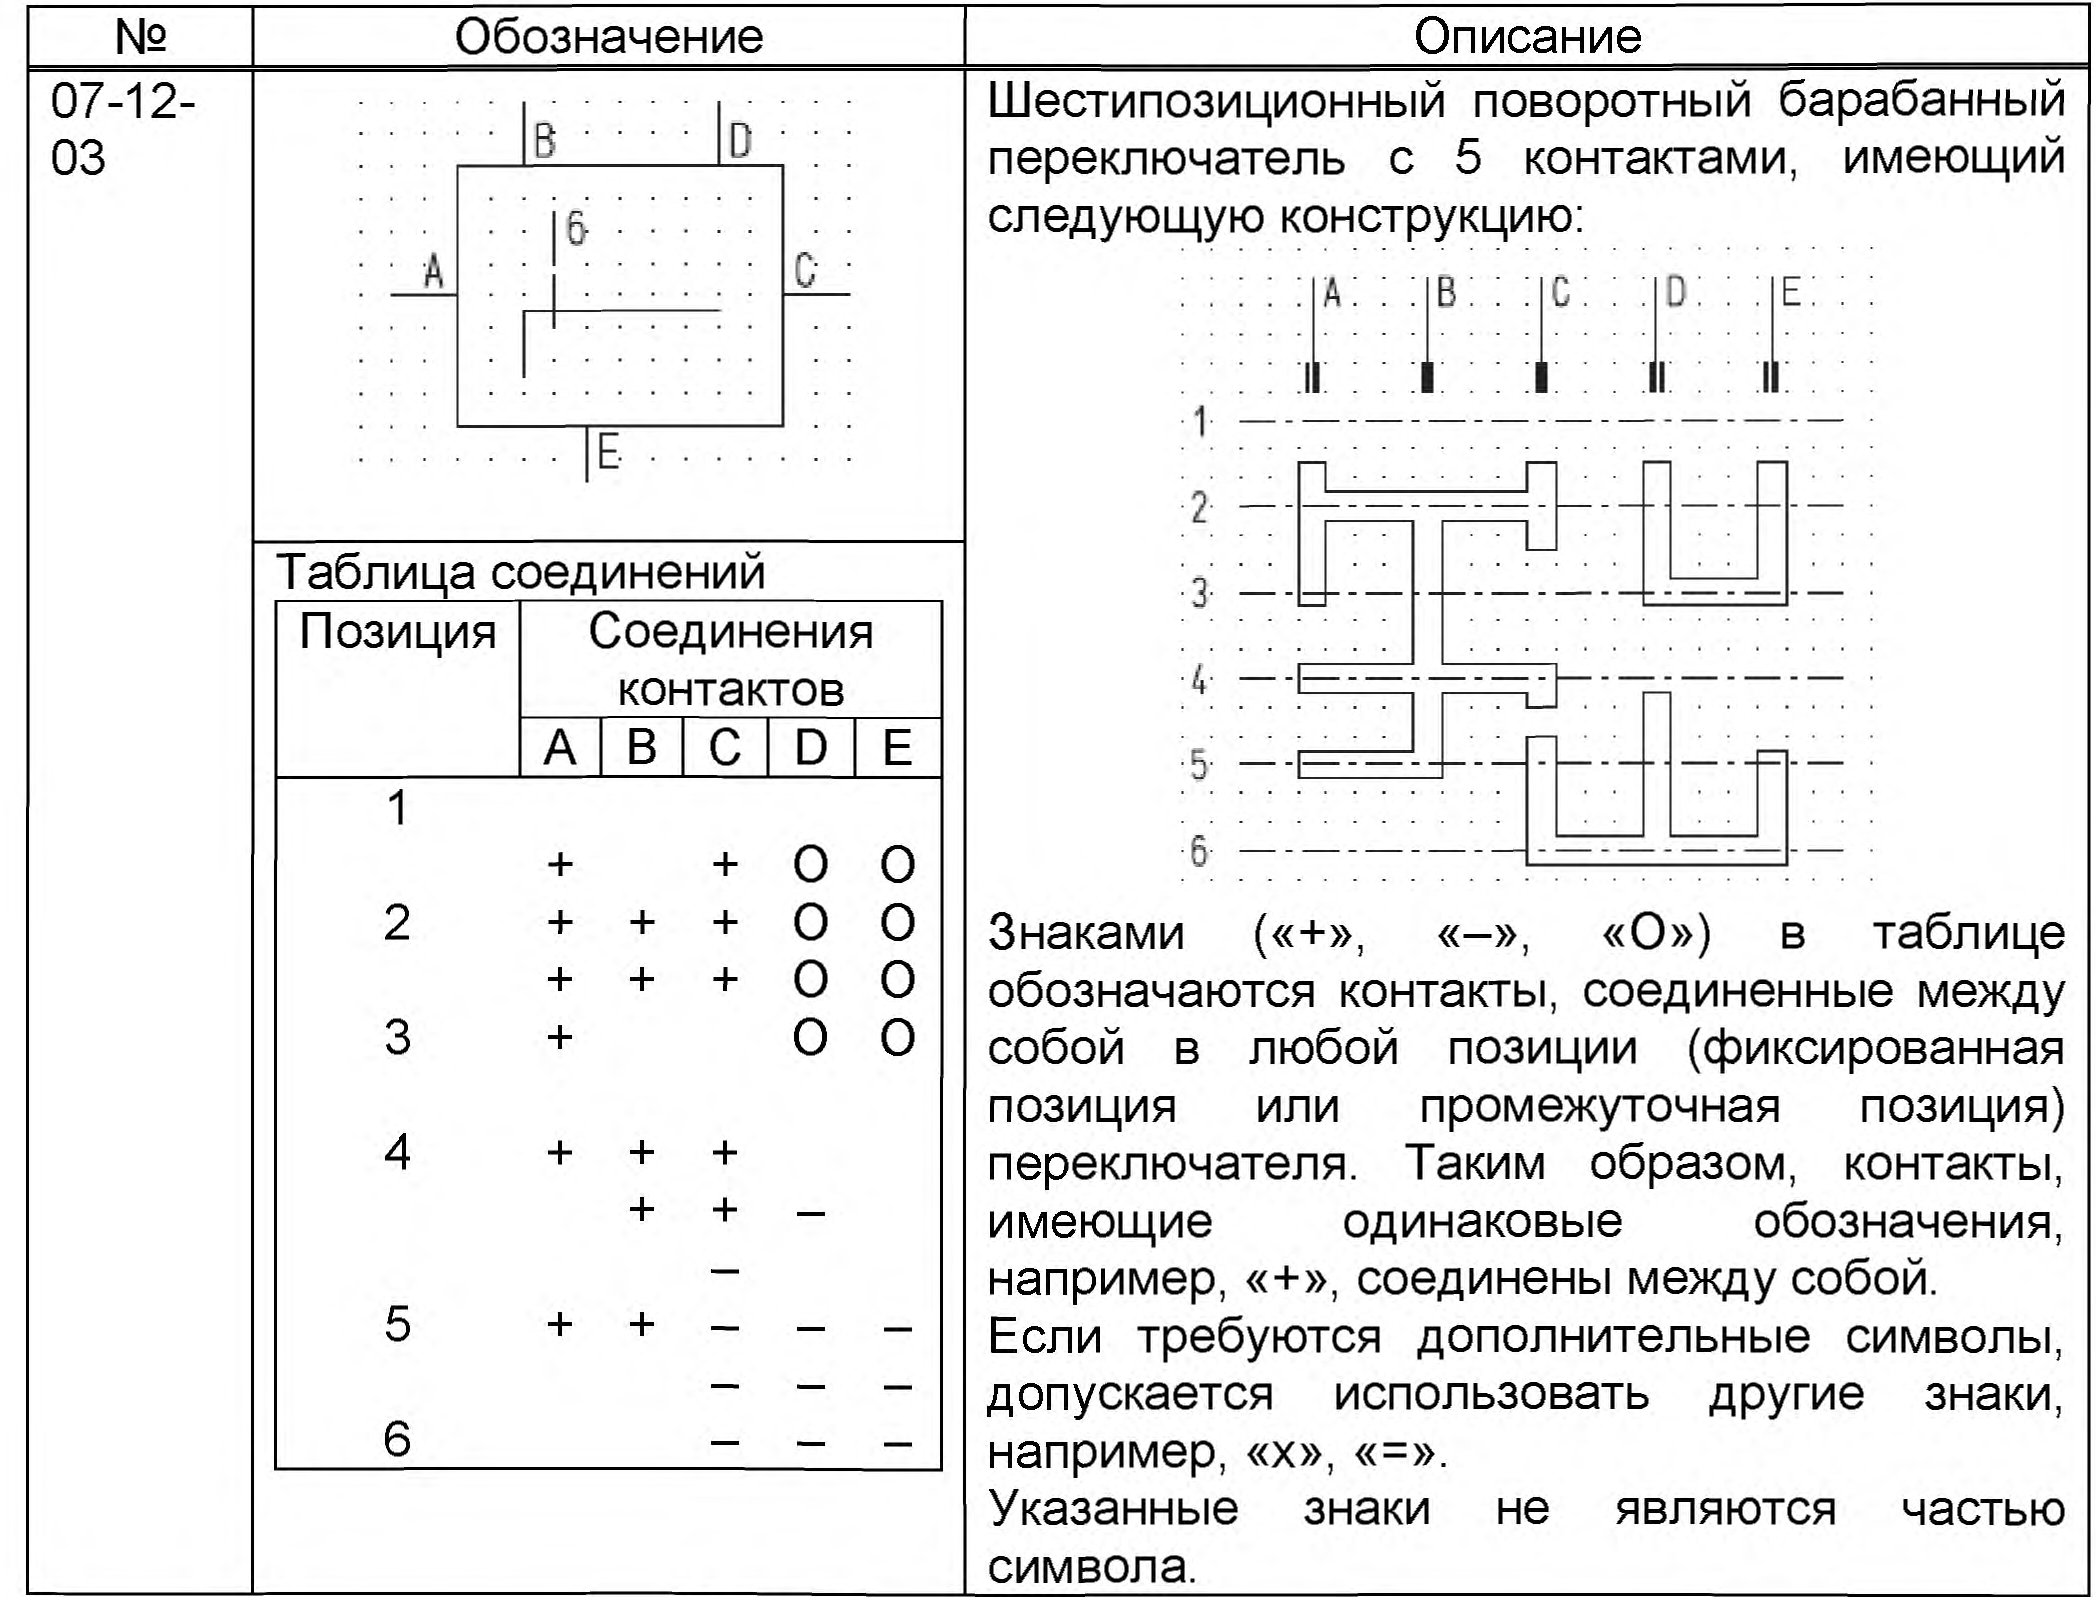 № Обозначение Описание
07-12-
03
B D
6
A C
E
Таблица соединений
Позиция Соединения
контактов
A B C D E
1
+ + O O
2 + + + O O
+ + + O O
3 + O O
4 + + +
+ + –
–
5 + + – – –
– – –
6 – – –
Шестипозиционный поворотный барабанный
переключатель с 5 контактами, имеющий
следующую конструкцию:
A B C D E
1
2
3
4
5
6
Знаками («+», «–», «О») в таблице
обозначаются контакты, соединенные между
собой в любой позиции (фиксированная
позиция или промежуточная позиция)
переключателя. Таким образом, контакты,
имеющие одинаковые обозначения,
например, «+», соединены между собой.
Если требуются дополнительные символы,
допускается использовать другие знаки,
например, «х», «=».
Указанные знаки не являются частью
символа.